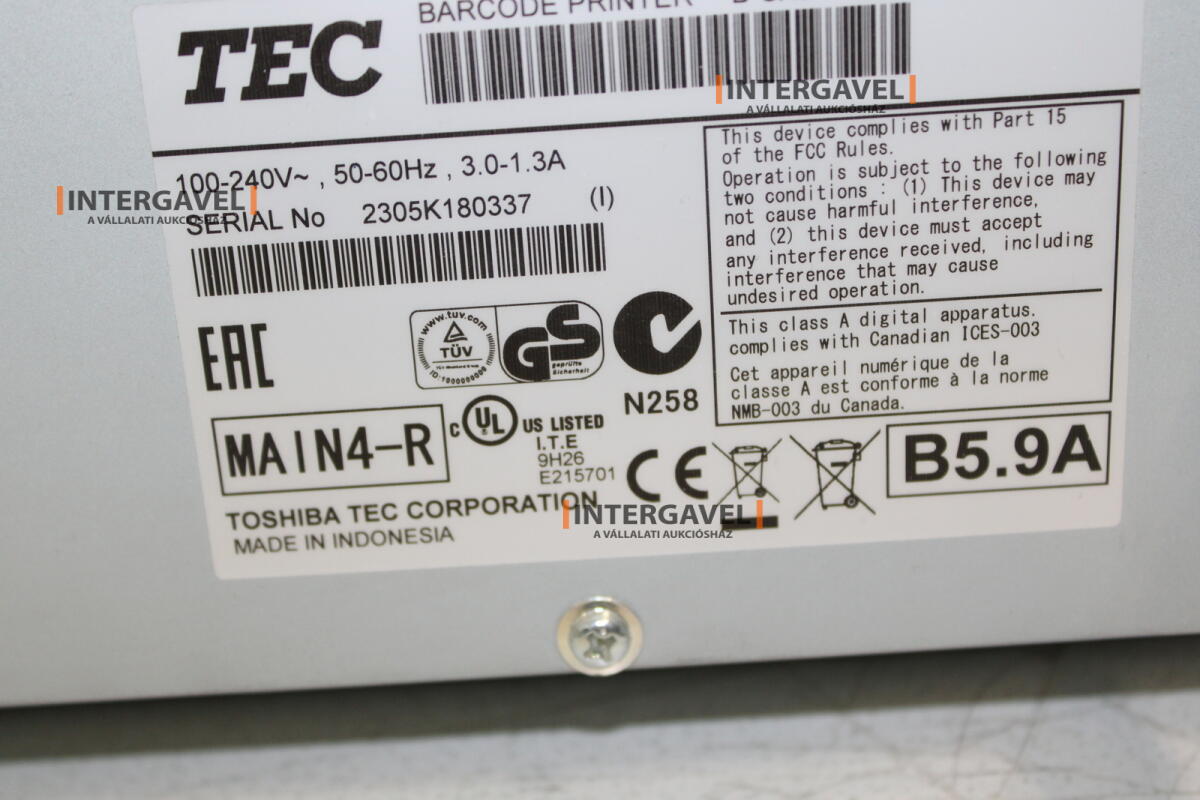 BARCODE PRINTER
TEC
INTERGAVEL
A VÁLLALATI AUKCIÓSHÁZ
100-240V~ , 50-60Hz , 3.0-1.3A
INTERGAVEL
A VÁLLALATI AUKCIÓSHÁZ
SERIAL No 2305K180337 (I)
This device complies with Part 15
of the FCC Rules.
Operation is subject to the following
two conditions : (1) This device may
not cause harmful interference,
and (2) this device must accept
any interference received, including
interference that may cause
undesired operation.
This class A digital apparatus.
complies with Canadian ICES-003
Cet appareil numérique de la
classe A est conforme à la norme
NMB-003 du Canada.
EAC
www.tuv.com
TÜV
ID:1000000000
GS
geprüfte
Sicherheit
N258
MAIN4-R
c UL US LISTED
I.T.E
9H26
E215701
CE
B5.9A
TOSHIBA TEC CORPORATION
MADE IN INDONESIA
INTERGAVEL
A VÁLLALATI AUKCIÓSHÁZ